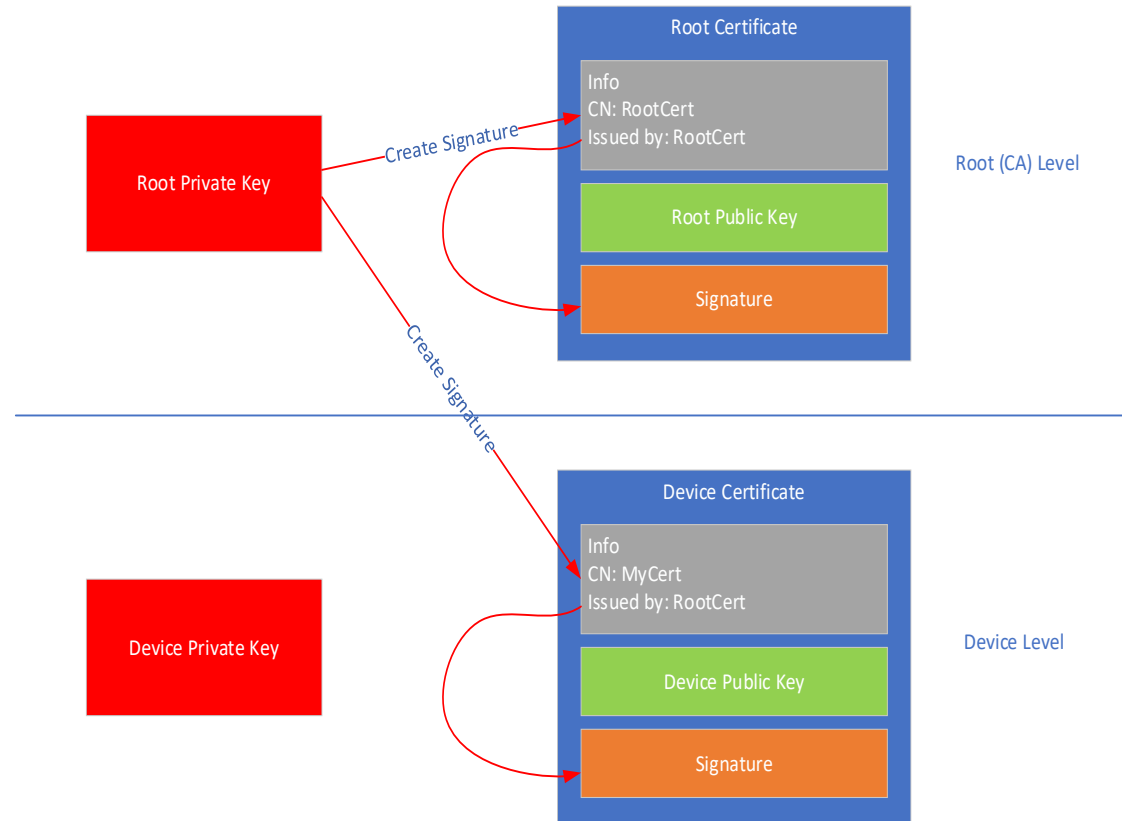 Root Certificate
Info
CN: RootCert
Issued by: RootCert
Create Signature
Root Private Key
Root (CA) Level
Root Public Key
Signature
Create Signature
Device Certificate
Info
CN: MyCert
Issued by: RootCert
Device Private Key
Device Level
Device Public Key
Signature